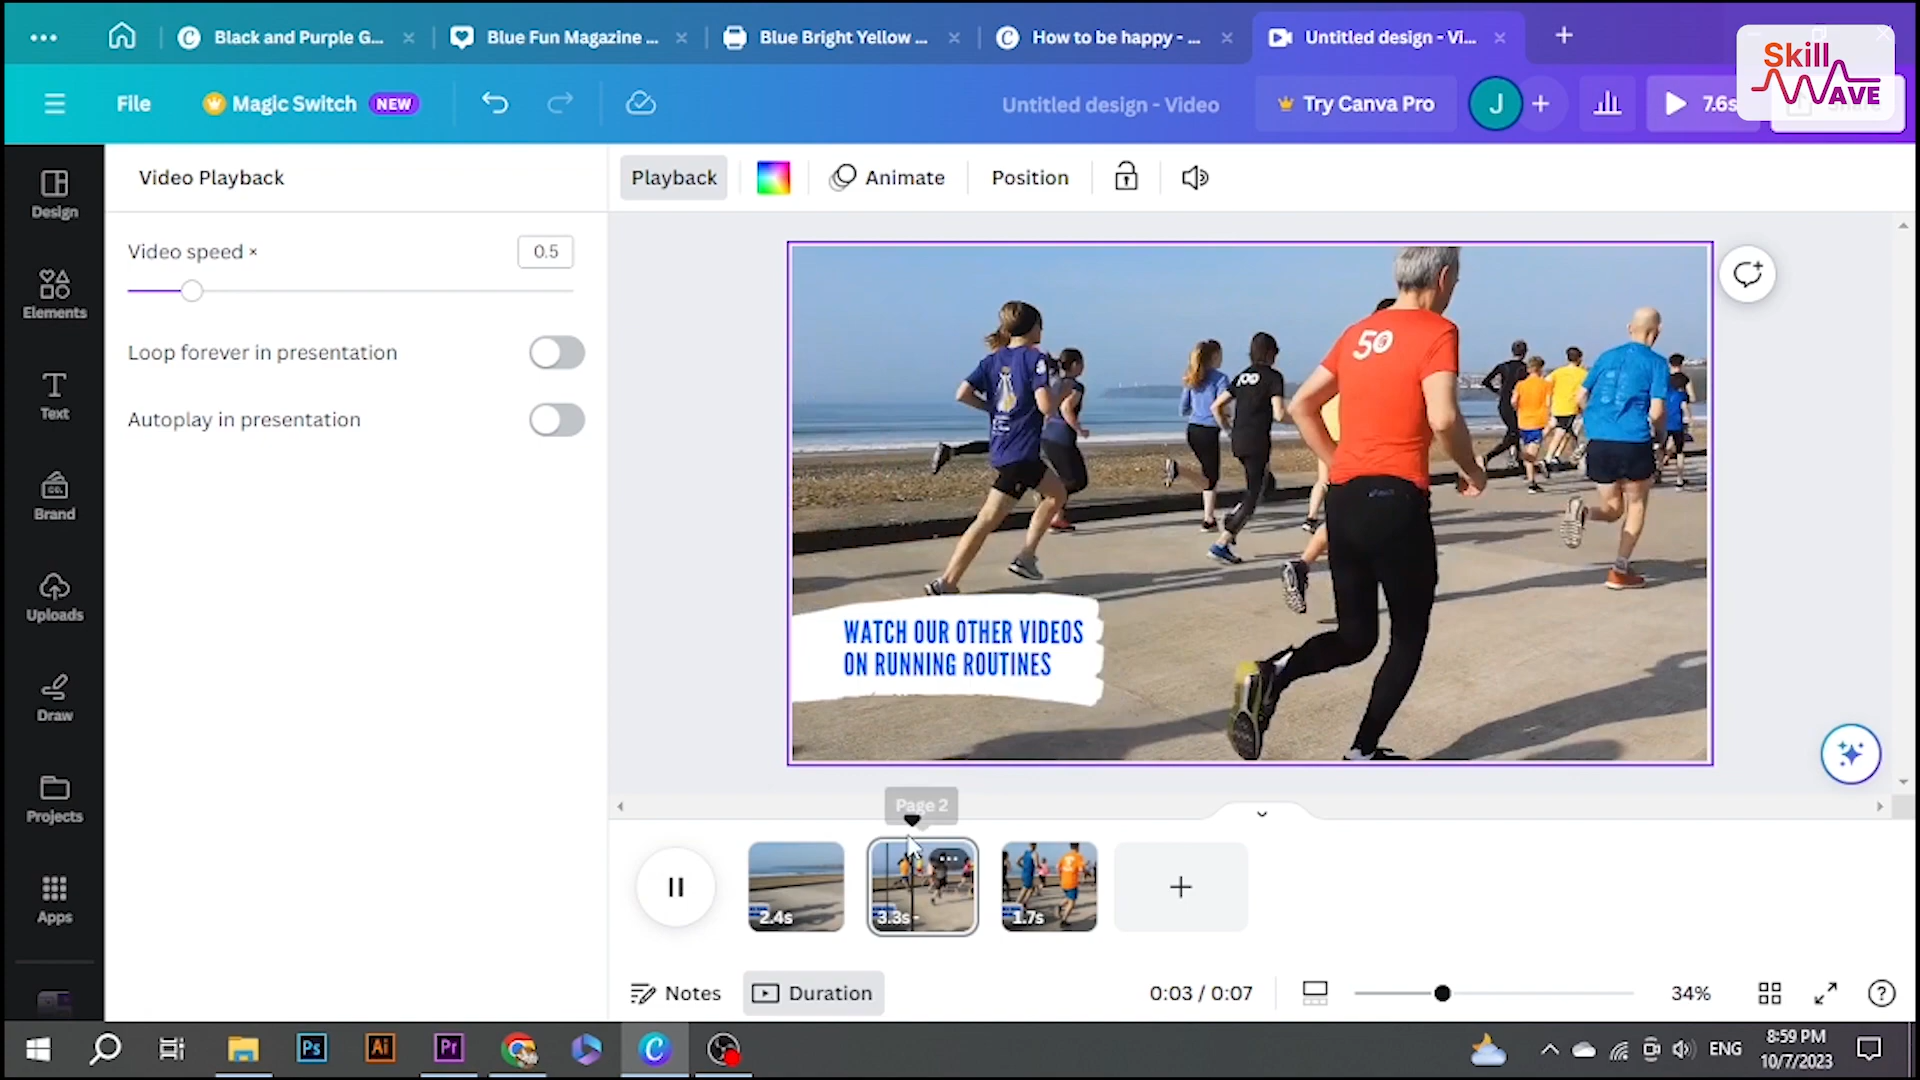 Black and Purple G...
Blue Fun Magazine ...
Blue Bright Yellow ...
How to be happy - ...
Untitled design - Vi...
Skill
WAVE
File
Magic Switch
NEW
Untitled design - Video
Try Canva Pro
J
7.6s
Design
Elements
Text
Brand
Uploads
Draw
Projects
Apps
Video Playback
Video speed ×
0.5
Loop forever in presentation
Autoplay in presentation
Playback
Animate
Position
50
WATCH OUR OTHER VIDEOS
ON RUNNING ROUTINES
Page 2
2.4s
3.3s
1.7s
Notes
Duration
0:03 / 0:07
34%
Ps
Ai
Pr
ENG
8:59 PM
10/7/2023